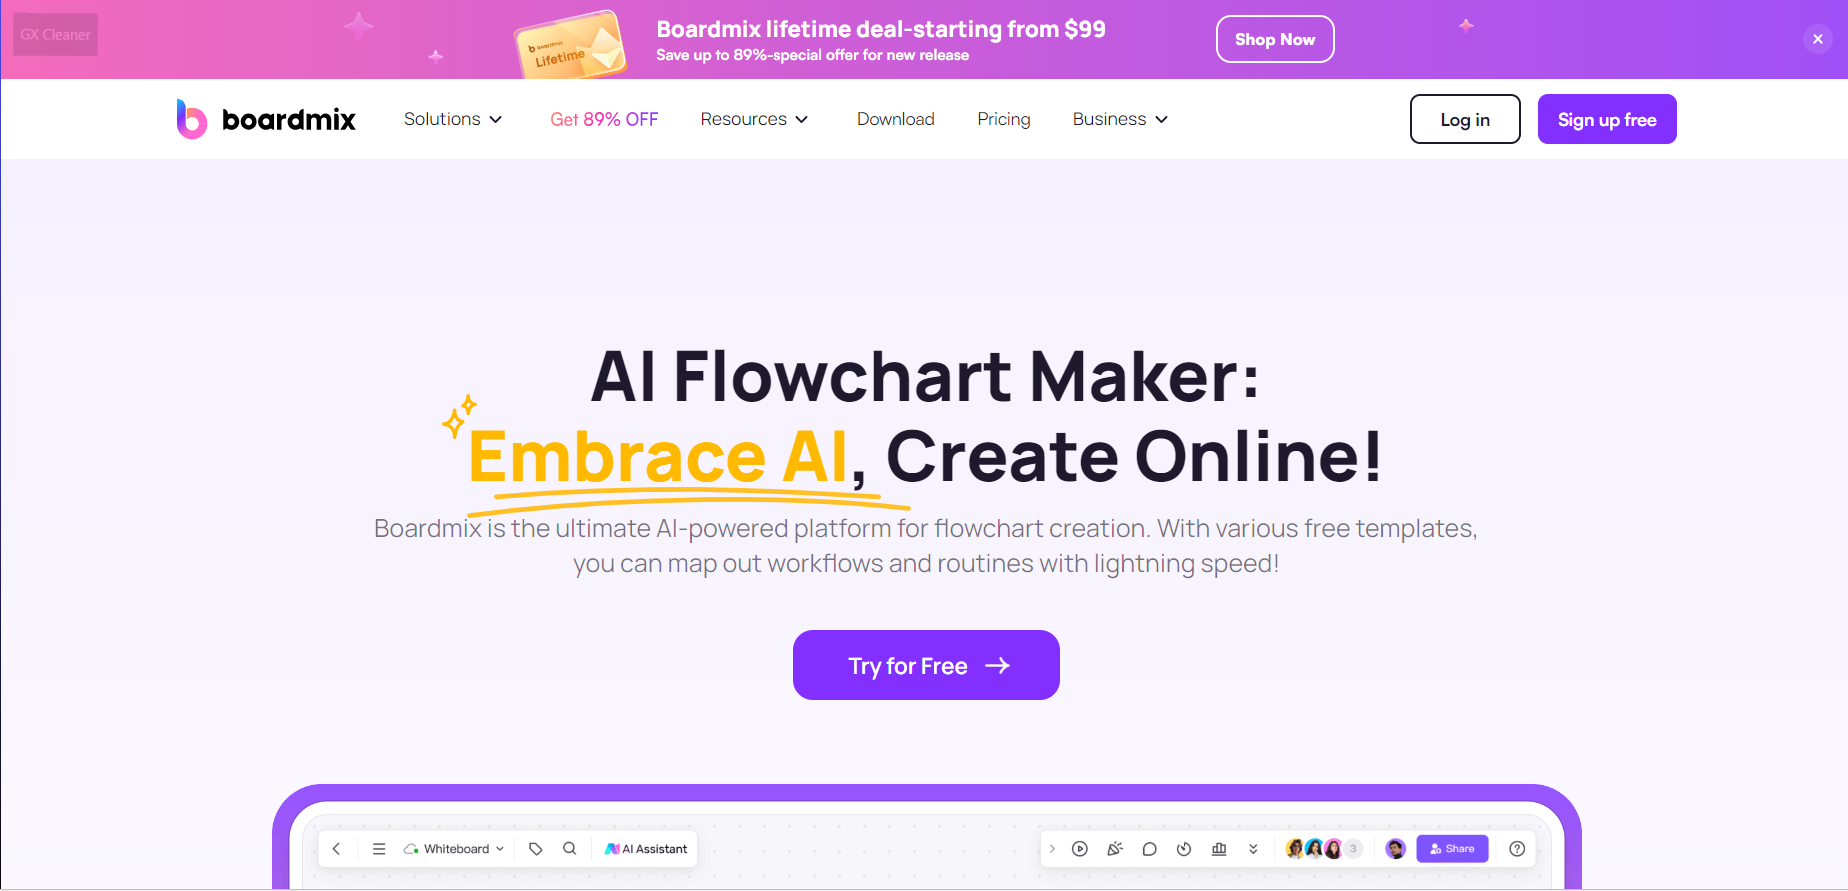 GX Cleaner
boardmix
Lifetime
Boardmix lifetime deal-starting from $99
Save up to 89%-special offer for new release
Shop Now
boardmix
Solutions
Get 89% OFF
Resources
Download
Pricing
Business
Log in
Sign up free
AI Flowchart Maker:
Embrace AI, Create Online!
Boardmix is the ultimate AI-powered platform for flowchart creation. With various free templates,
you can map out workflows and routines with lightning speed!
Try for Free
Whiteboard
AI Assistant
3
Share